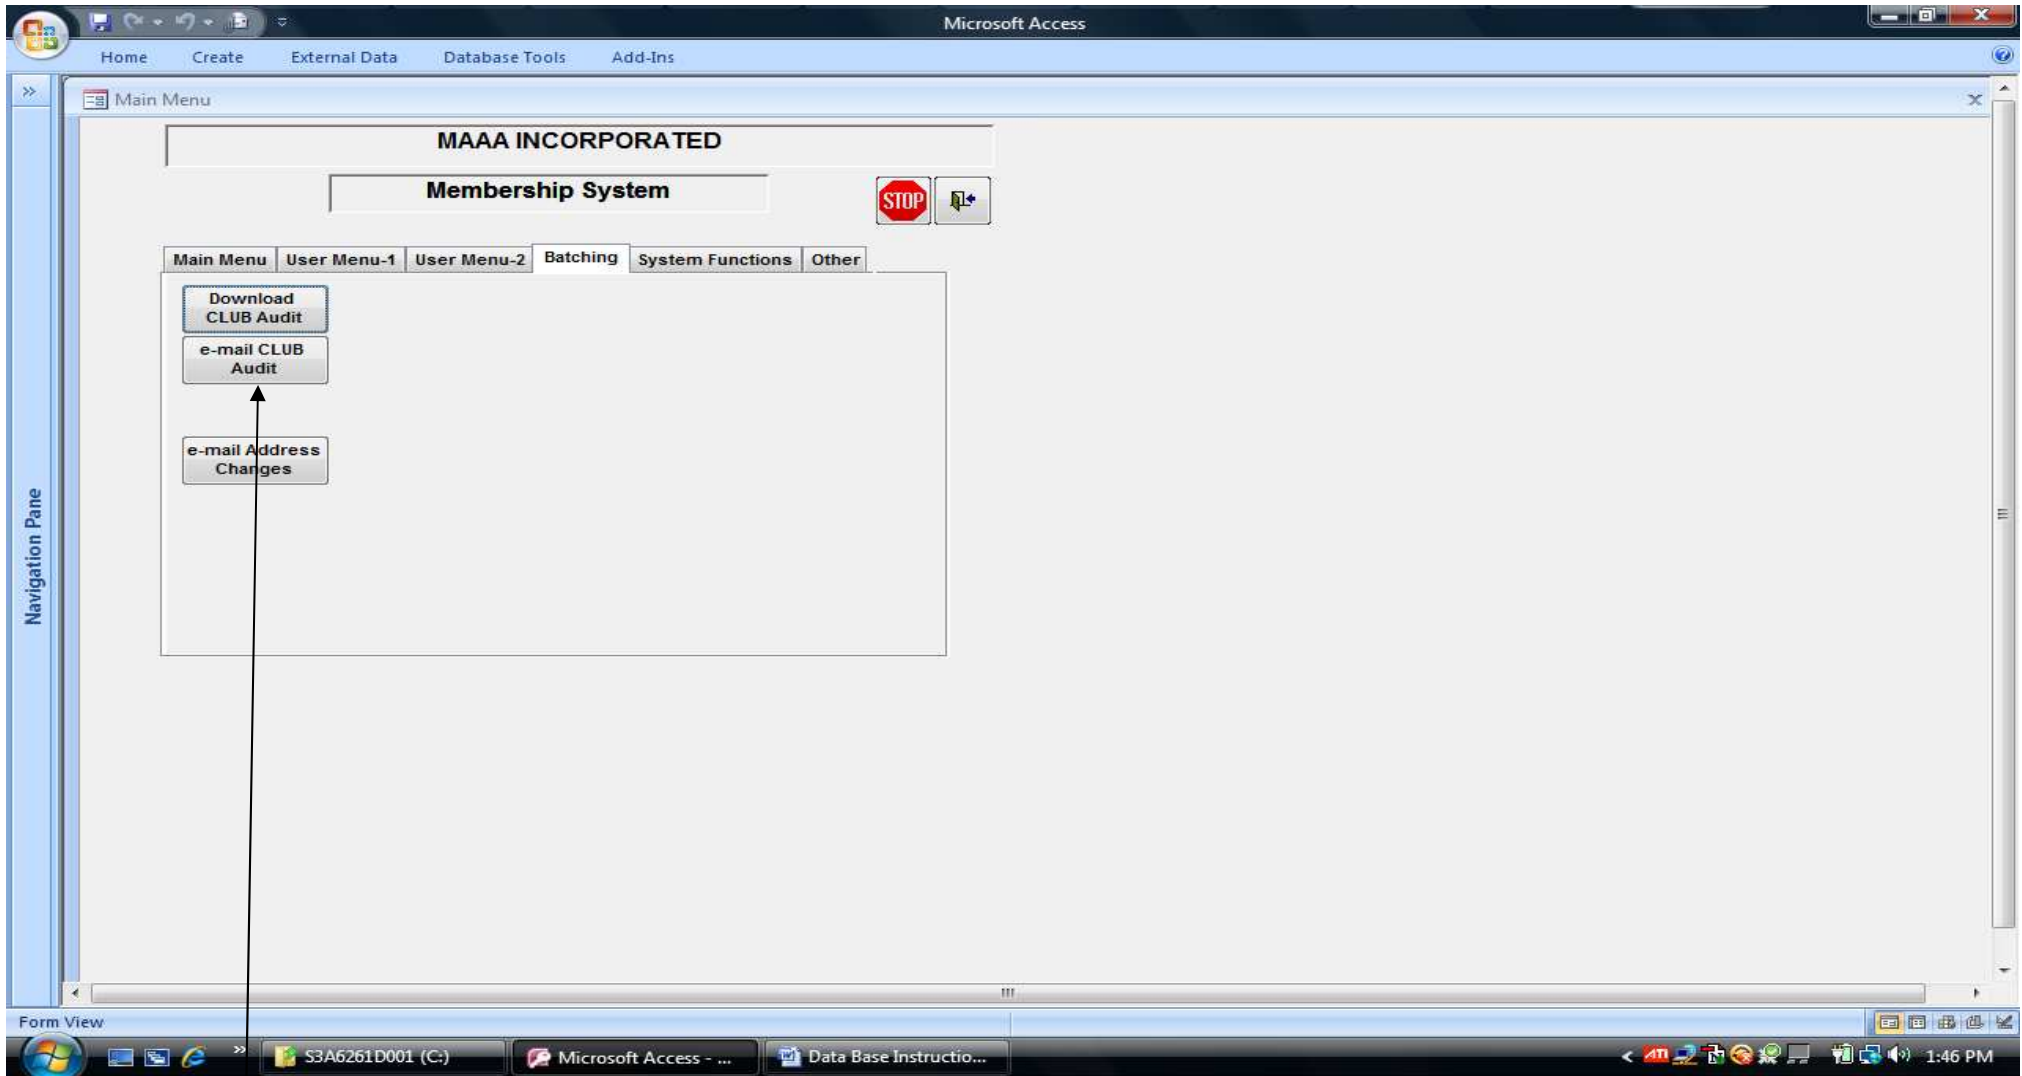 Microsoft Access
Home Create External Data Database Tools Add-Ins
Main Menu
MAAA INCORPORATED
Membership System
STOP
Main Menu User Menu-1 User Menu-2 Batching System Functions Other
Download
CLUB Audit
e-mail CLUB
Audit
e-mail Address
Changes
Navigation Pane
Form View
S3A6261D001 (C:) Microsoft Access - ... Data Base Instructio... ATI 1:46 PM